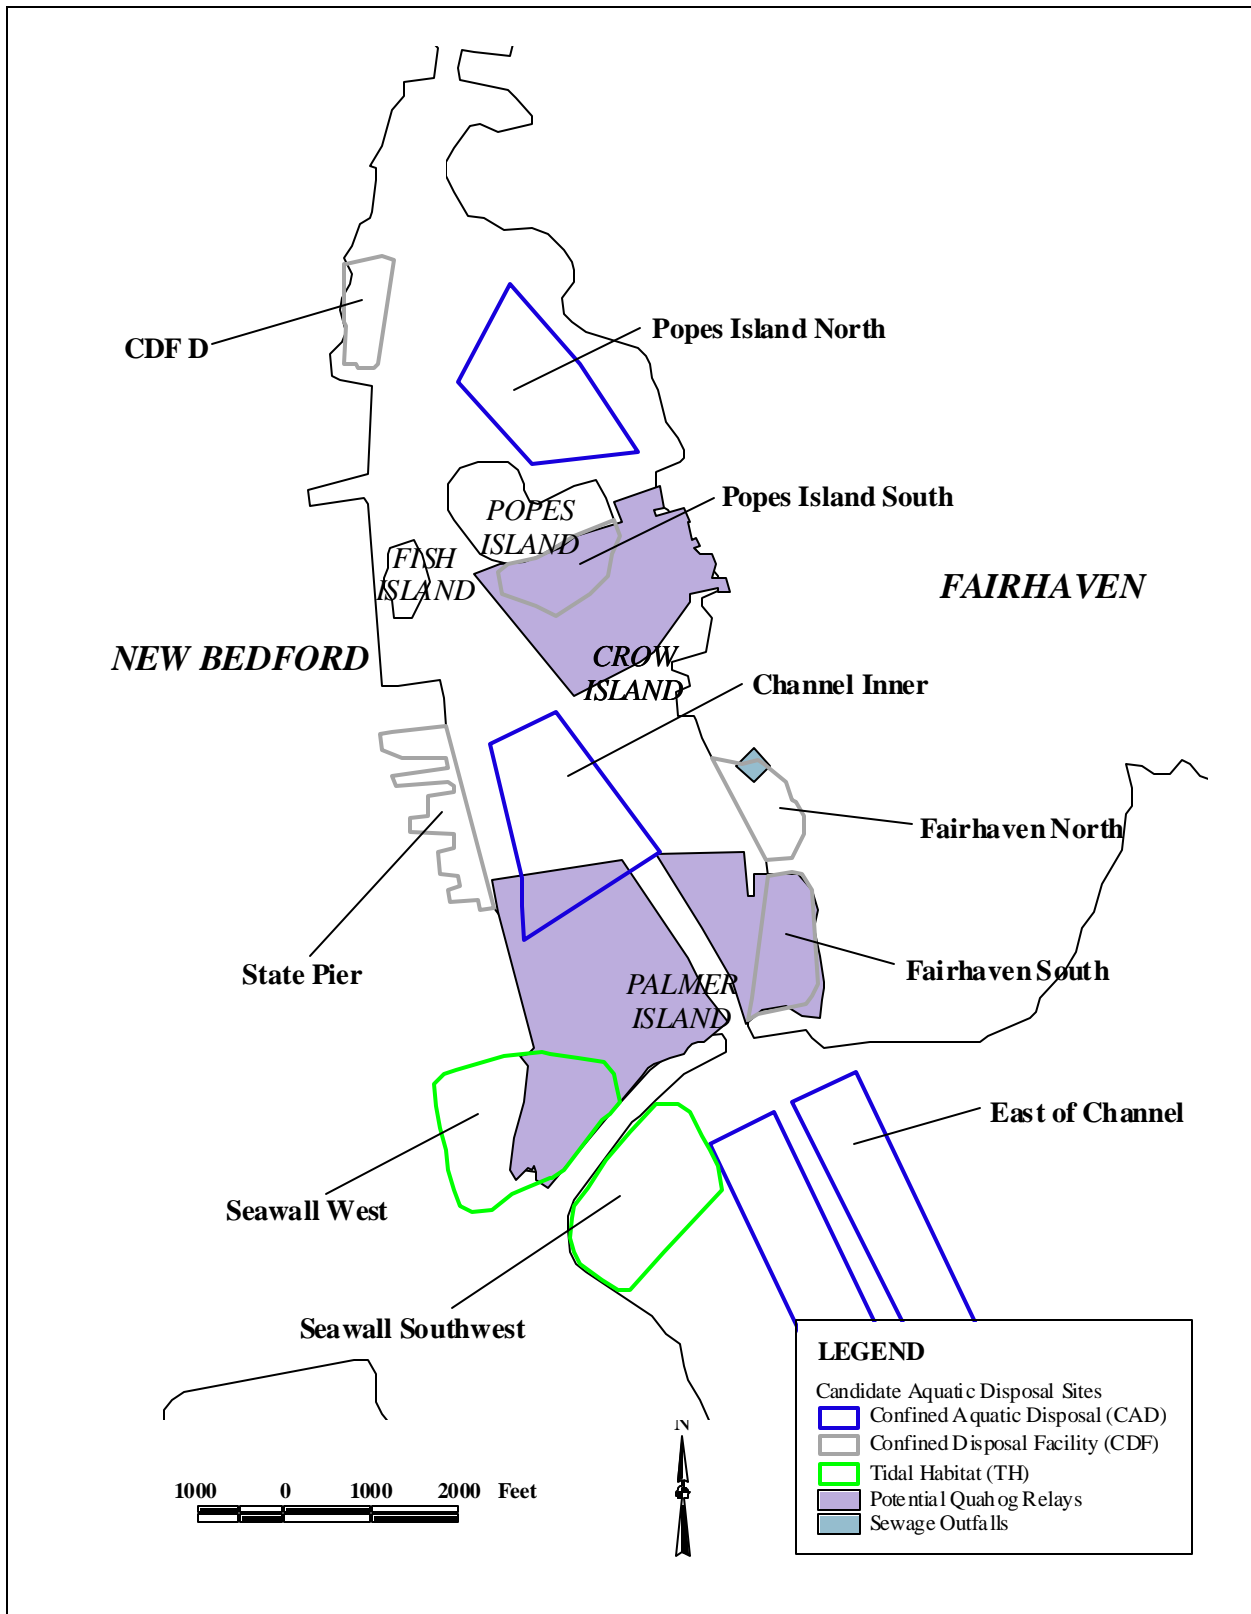 Popes Island North
CDF D
Popes Island South
POPES
ISLAND
FISH
ISLAND
FAIRHAVEN
NEW BEDFORD
CROW
ISLAND
Channel Inner
Fairhaven North
State Pier
Fairhaven South
PALMER
ISLAND
East of Channel
Seawall West
Seawall Southwest
LEGEND
Candidate Aquatic Disposal Sites
Confined Aquatic Disposal (CAD)
Confined Disposal Facility (CDF)
Tidal Habitat (TH)
Potential Quahog Relays
Sewage Outfalls
N
1000 0 1000 2000 Feet